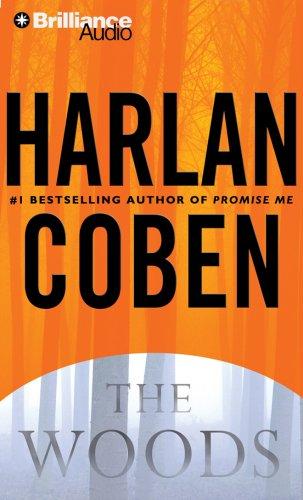 Brilliance
Audio
HARLAN
#1 BESTSELLING AUTHOR OF PROMISE ME
COBEN
THE
WOODS